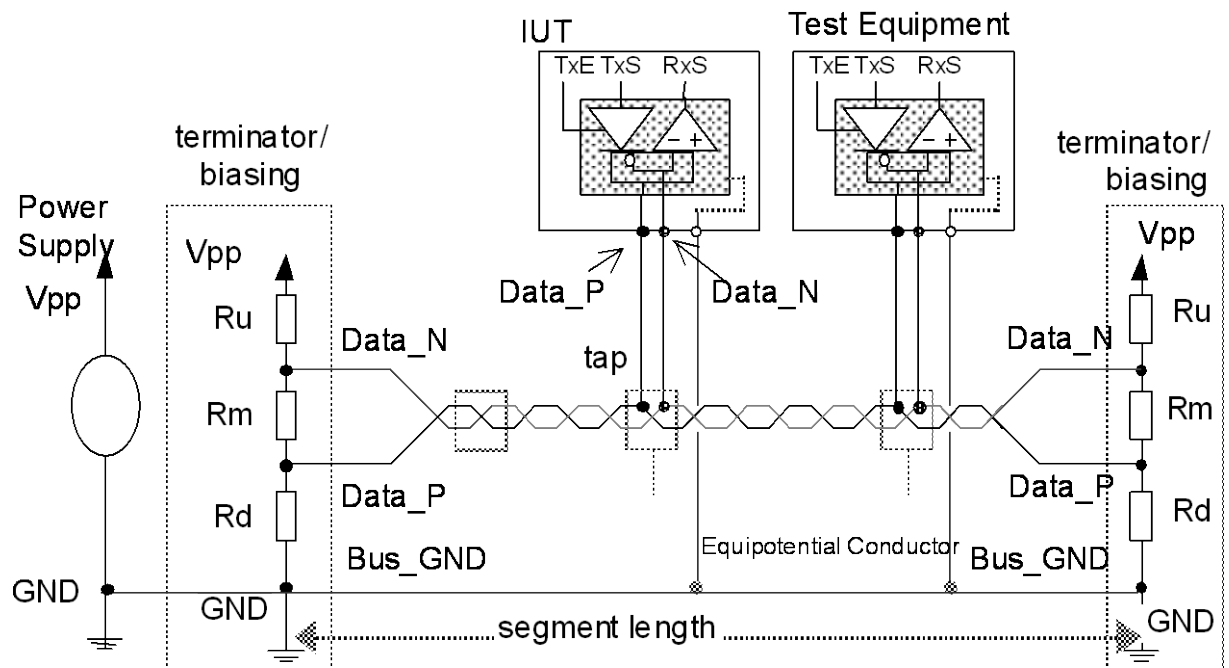 IUT
Test Equipment
TxE TxS RxS
TxE TxS RxS
terminator/
biasing
terminator/
biasing
Power
Supply
Vpp
Vpp
Vpp
- +
- +
Data_P
Data_N
Ru
Ru
Data_N
Data_N
tap
Rm
Rm
Data_P
Data_P
Rd
Rd
Bus_GND
Equipotential Conductor
Bus_GND
GND
GND
GND
segment length